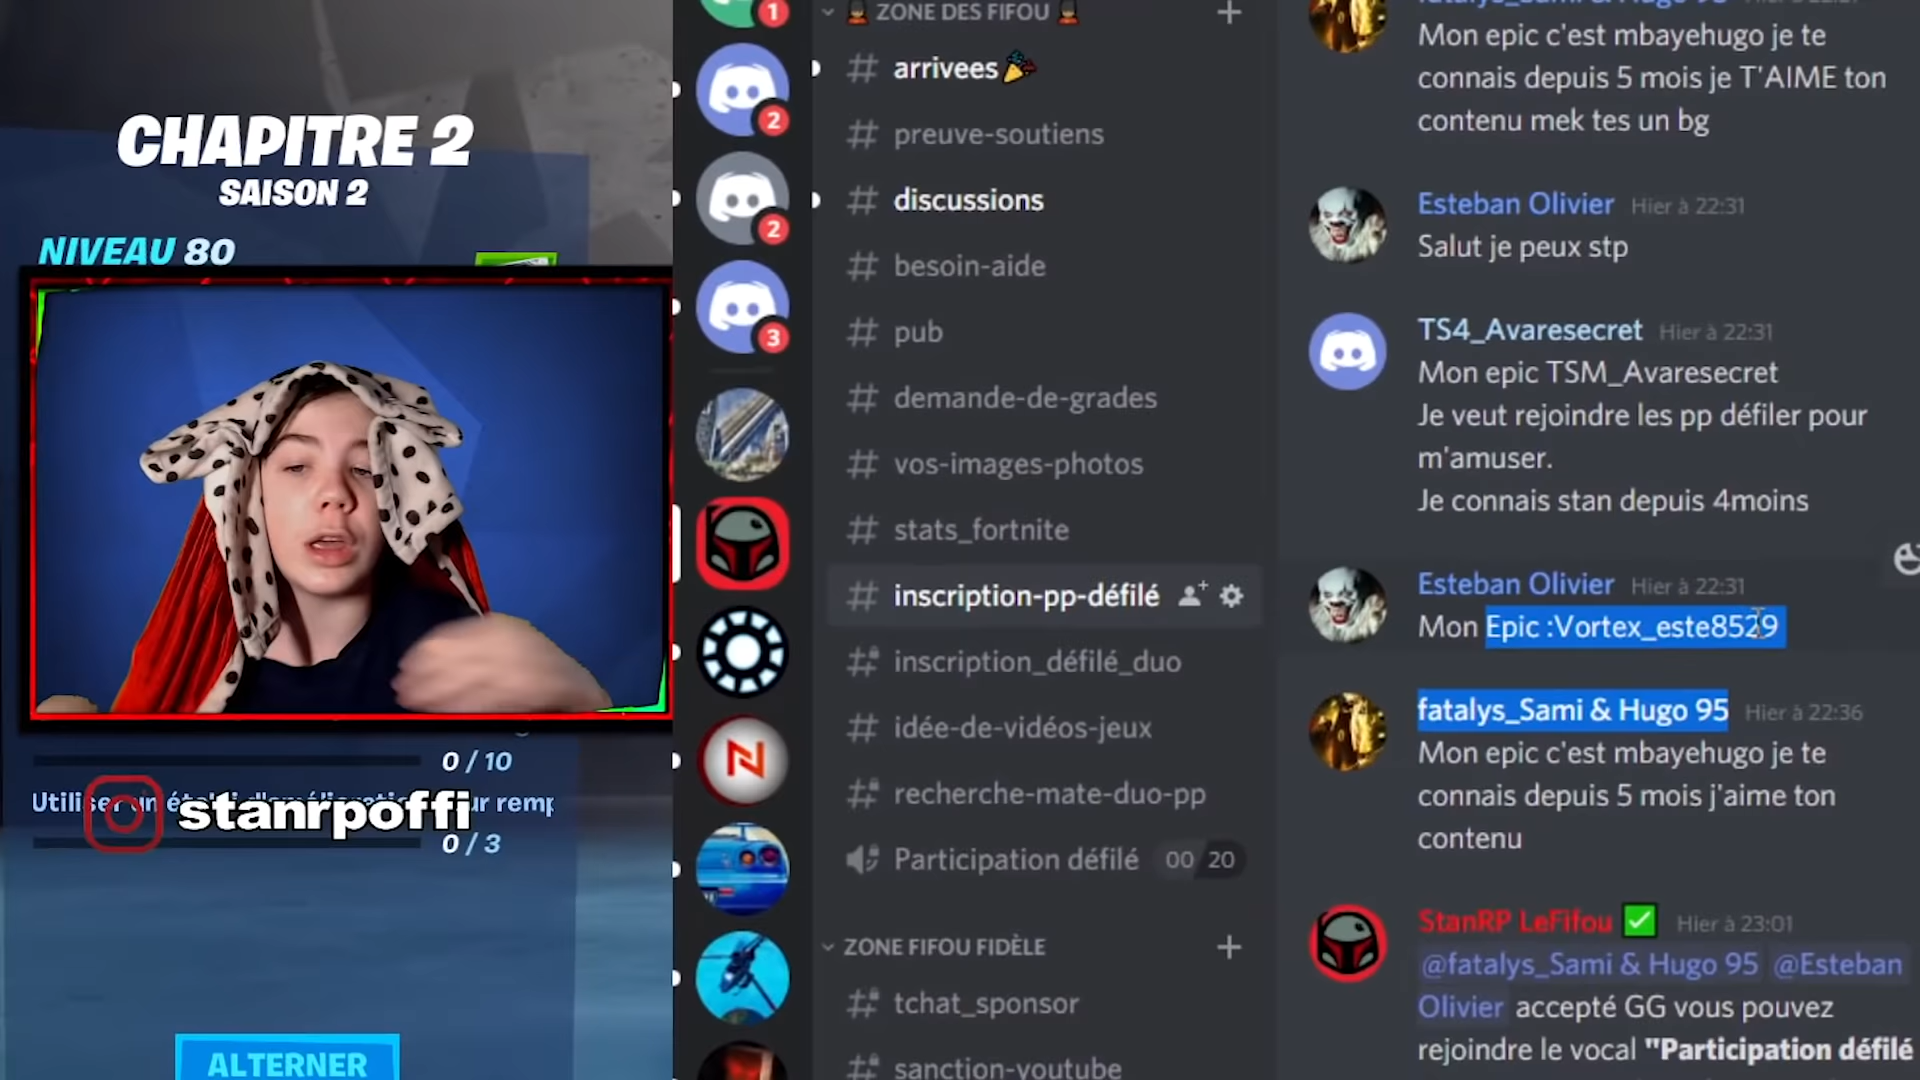 CHAPITRE 2
SAISON 2
NIVEAU 80
0 / 10
stanrpoffi
0 / 3
ALTERNER
1
2
2
3
N
ZONE DES FIFOU
arrivees
preuve-soutiens
discussions
besoin-aide
pub
demande-de-grades
vos-images-photos
stats_fortnite
inscription-pp-défilé
inscription_défilé_duo
idée-de-vidéos-jeux
recherche-mate-duo-pp
Participation défilé 00 20
ZONE FIFOU FIDÈLE
tchat_sponsor
sanction-youtube
Mon epic c'est mbayehugo je te
connais depuis 5 mois je T'AIME ton
contenu mek tes un bg
Esteban Olivier Hier à 22:31
Salut je peux stp
TS4_Avaresecret Hier à 22:31
Mon epic TSM_Avaresecret
Je veut rejoindre les pp défiler pour
m'amuser.
Je connais stan depuis 4moins
Esteban Olivier Hier à 22:31
Mon Epic :Vortex_este8529
fatalys_Sami & Hugo 95 Hier à 22:36
Mon epic c'est mbayehugo je te
connais depuis 5 mois j'aime ton
contenu
StanRP LeFifou Hier à 23:01
@fatalys_Sami & Hugo 95 @Esteban
Olivier accepté GG vous pouvez
rejoindre le vocal "Participation défilé